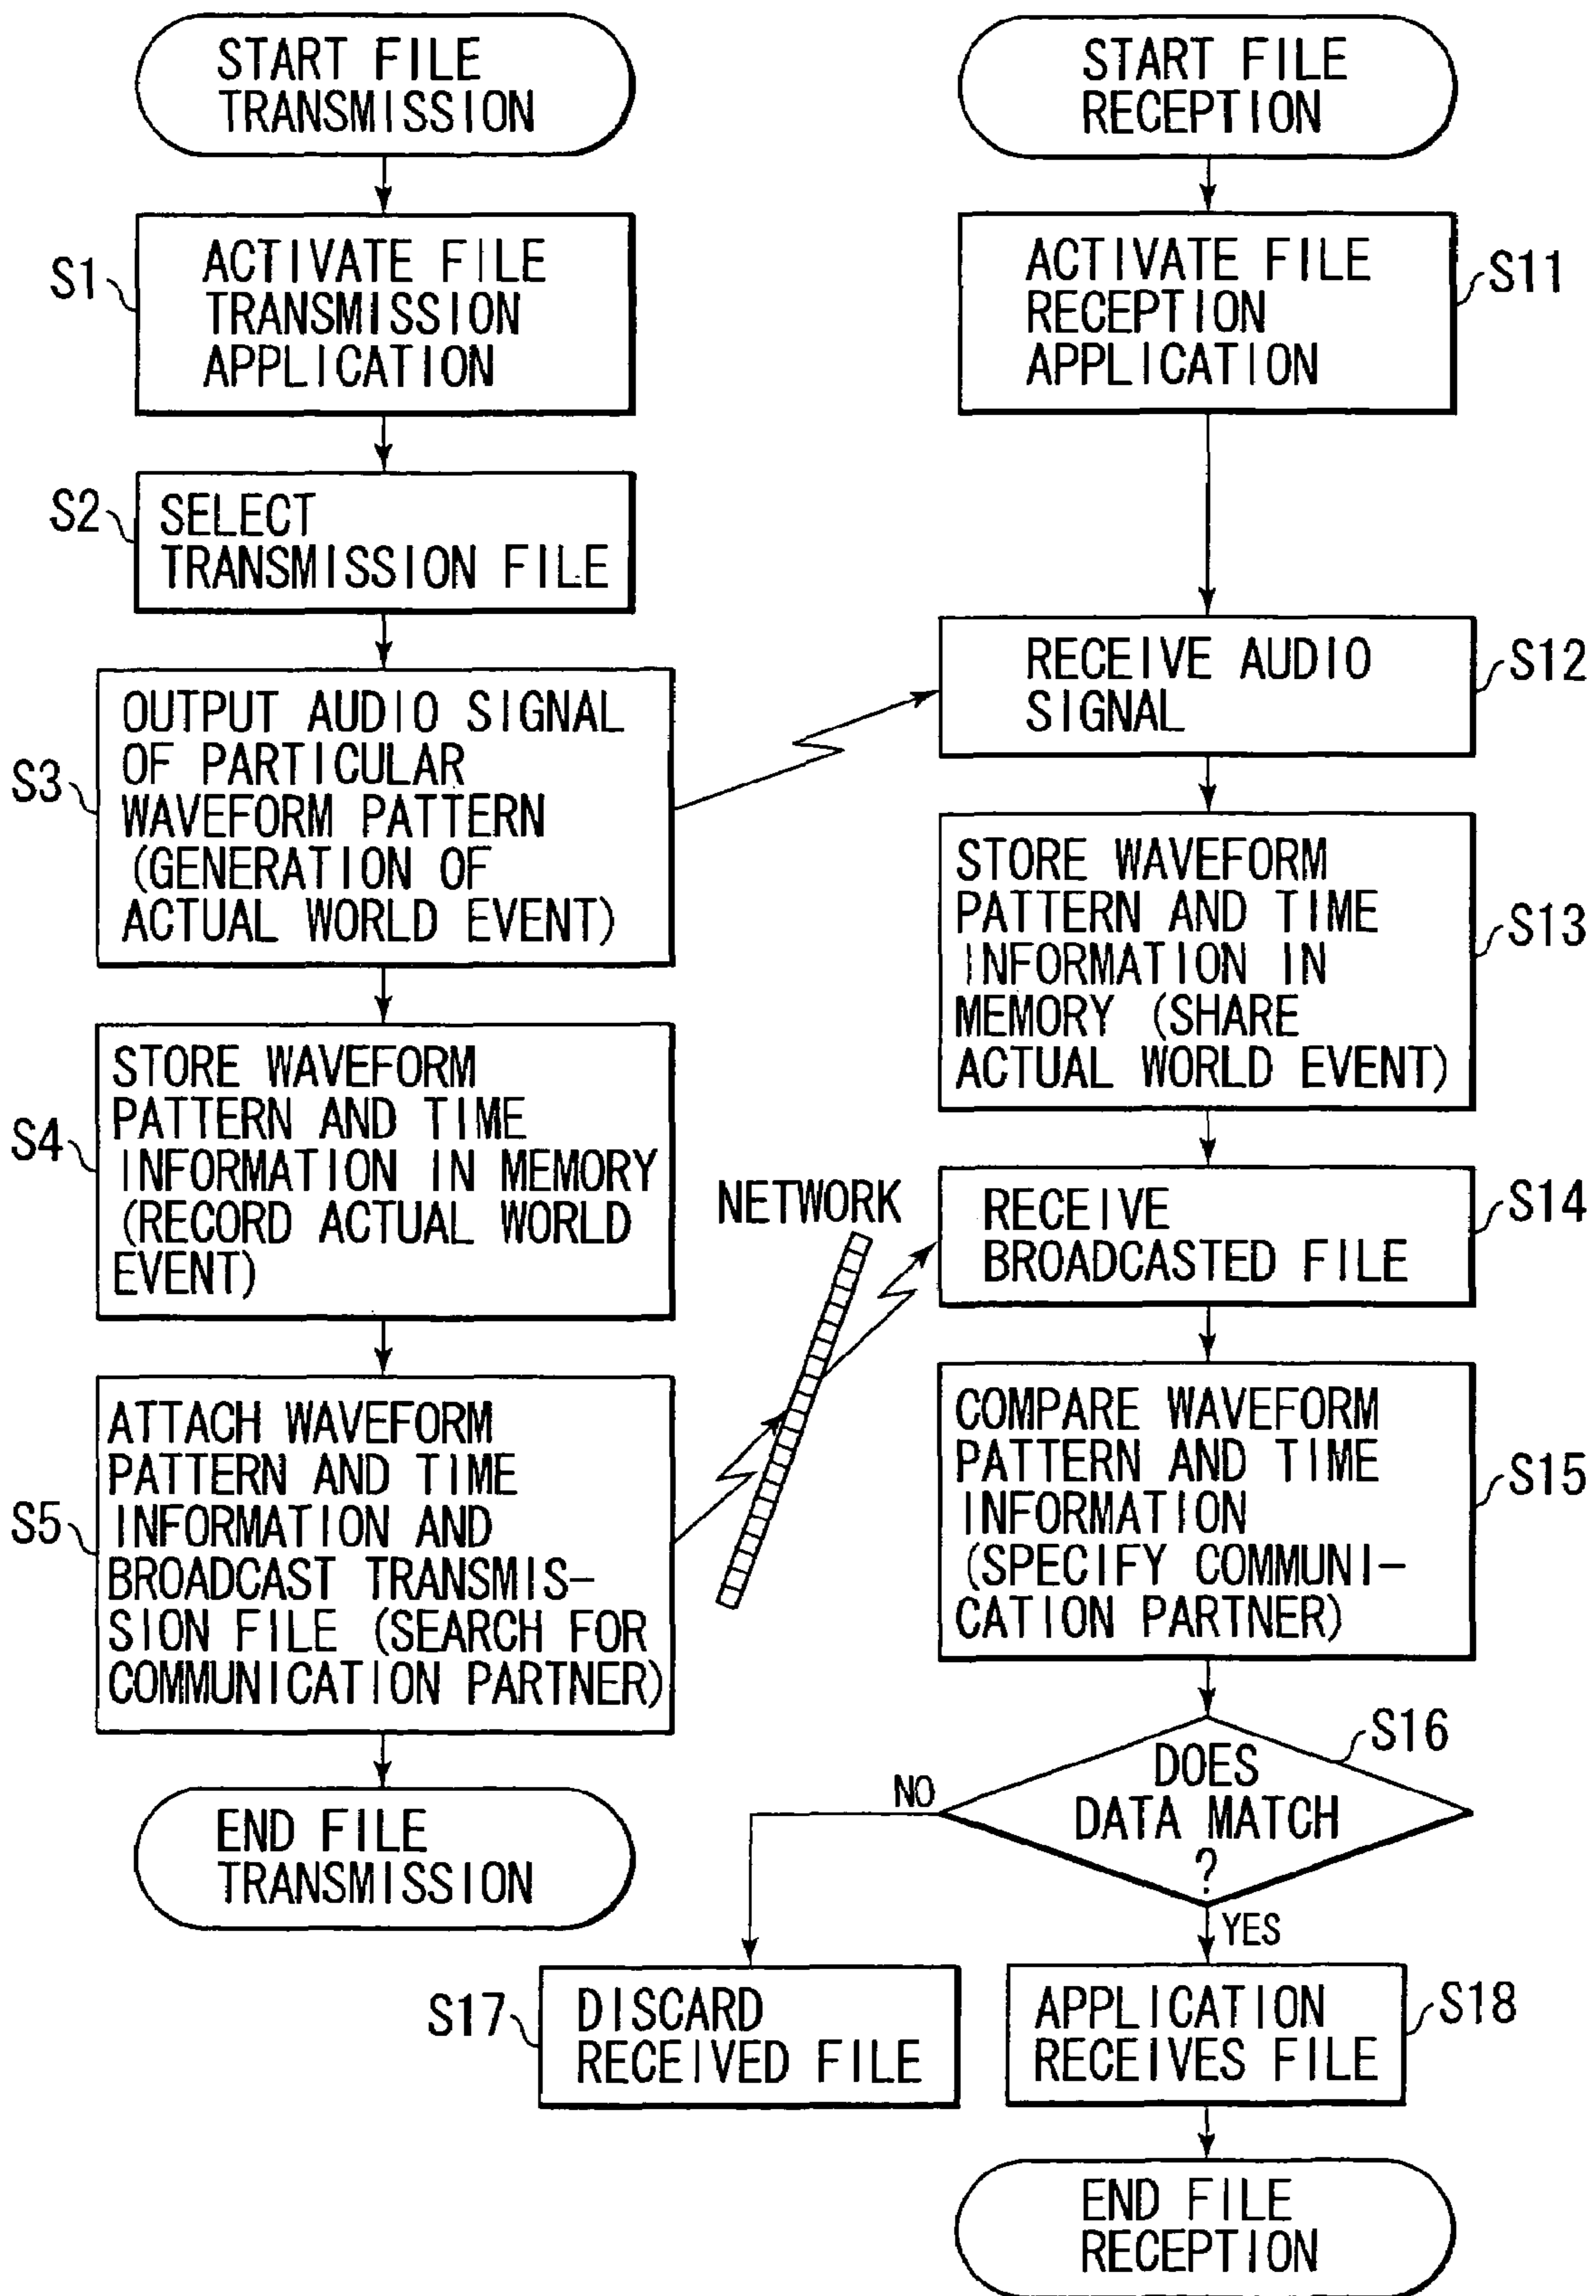 START FILE
TRANSMISSION
S1
ACTIVATE FILE
TRANSMISSION
APPLICATION
S2
SELECT
TRANSMISSION FILE
S3
OUTPUT AUDIO SIGNAL
OF PARTICULAR
WAVEFORM PATTERN
(GENERATION OF
ACTUAL WORLD EVENT)
S4
STORE WAVEFORM
PATTERN AND TIME
INFORMATION IN MEMORY
(RECORD ACTUAL WORLD
EVENT)
S5
ATTACH WAVEFORM
PATTERN AND TIME
INFORMATION AND
BROADCAST TRANSMIS-
SION FILE (SEARCH FOR
COMMUNICATION PARTNER)
END FILE
TRANSMISSION
NETWORK
START FILE
RECEPTION
ACTIVATE FILE
RECEPTION
APPLICATION
S11
RECEIVE AUDIO
SIGNAL
S12
STORE WAVEFORM
PATTERN AND TIME
INFORMATION IN
MEMORY (SHARE
ACTUAL WORLD EVENT)
S13
RECEIVE
BROADCASTED FILE
S14
COMPARE WAVEFORM
PATTERN AND TIME
INFORMATION
(SPECIFY COMMUNI-
CATION PARTNER)
S15
DOES
DATA MATCH
?
S16
NO
YES
S17
DISCARD
RECEIVED FILE
APPLICATION
RECEIVES FILE
S18
END FILE
RECEPTION